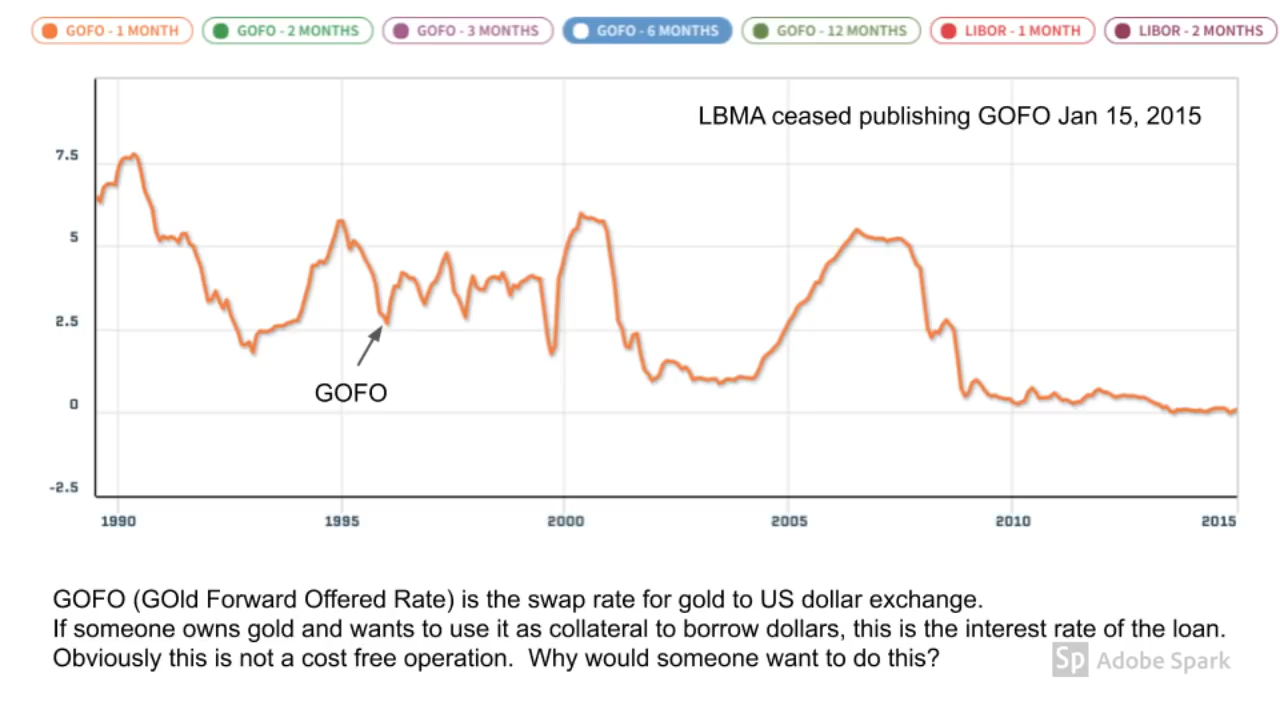 GOFO - 1 MONTH
GOFO - 2 MONTHS
GOFO - 3 MONTHS
GOFO - 6 MONTHS
GOFO - 12 MONTHS
LIBOR - 1 MONTH
LIBOR - 2 MONTHS
LBMA ceased publishing GOFO Jan 15, 2015
7.5
5
2.5
0
-2.5
GOFO
1990
1995
2000
2005
2010
2015
GOFO (GOld Forward Offered Rate) is the swap rate for gold to US dollar exchange.
If someone owns gold and wants to use it as collateral to borrow dollars, this is the interest rate of the loan.
Obviously this is not a cost free operation.  Why would someone want to do this?
Sp Adobe Spark